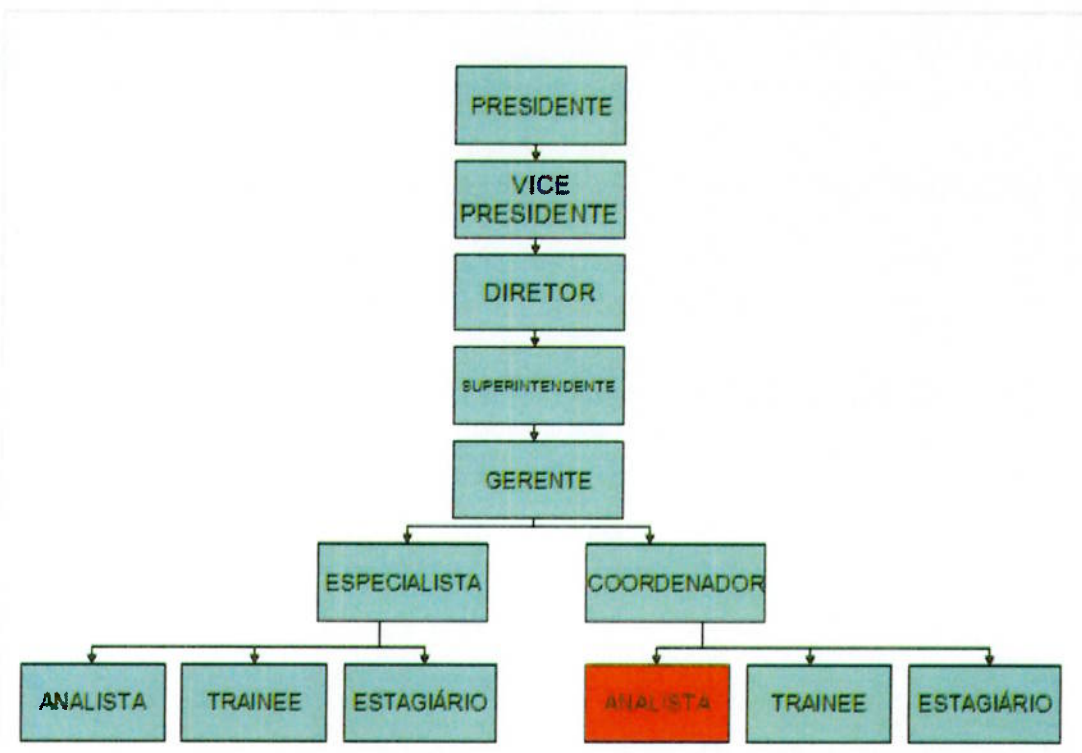 PRESIDENTE
VICE
PRESIDENTE
DIRETOR
SUPERINTENDENTE
GERENTE
ESPECIALISTA
COORDENADOR
ANALISTA
TRAINEE
ESTAGIÁRIO
ANALISTA
TRAINEE
ESTAGIÁRIO